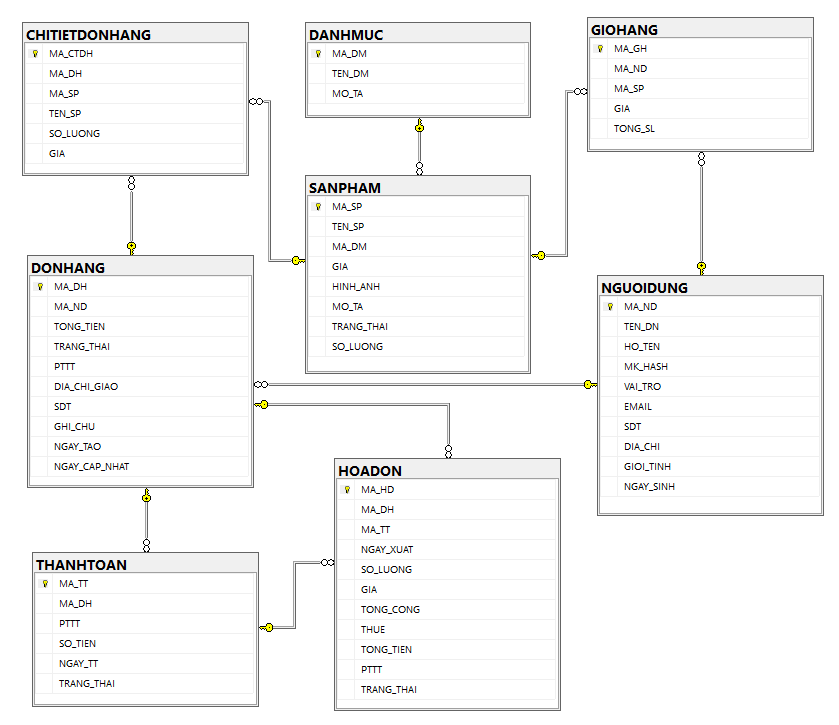 CHITIETDONHANG
MA_CTDH
MA_DH
MA_SP
TEN_SP
SO_LUONG
GIA
DANHMUC
MA_DM
TEN_DM
MO_TA
GIOHANG
MA_GH
MA_ND
MA_SP
GIA
TONG_SL
SANPHAM
MA_SP
TEN_SP
MA_DM
GIA
HINH_ANH
MO_TA
TRANG_THAI
SO_LUONG
DONHANG
MA_DH
MA_ND
TONG_TIEN
TRANG_THAI
PTTT
DIA_CHI_GIAO
SDT
GHI_CHU
NGAY_TAO
NGAY_CAP_NHAT
NGUOIDUNG
MA_ND
TEN_DN
HO_TEN
MK_HASH
VAI_TRO
EMAIL
SDT
DIA_CHI
GIOI_TINH
NGAY_SINH
HOADON
MA_HD
MA_DH
MA_TT
NGAY_XUAT
SO_LUONG
GIA
TONG_CONG
THUE
TONG_TIEN
PTTT
TRANG_THAI
THANHTOAN
MA_TT
MA_DH
PTTT
SO_TIEN
NGAY_TT
TRANG_THAI